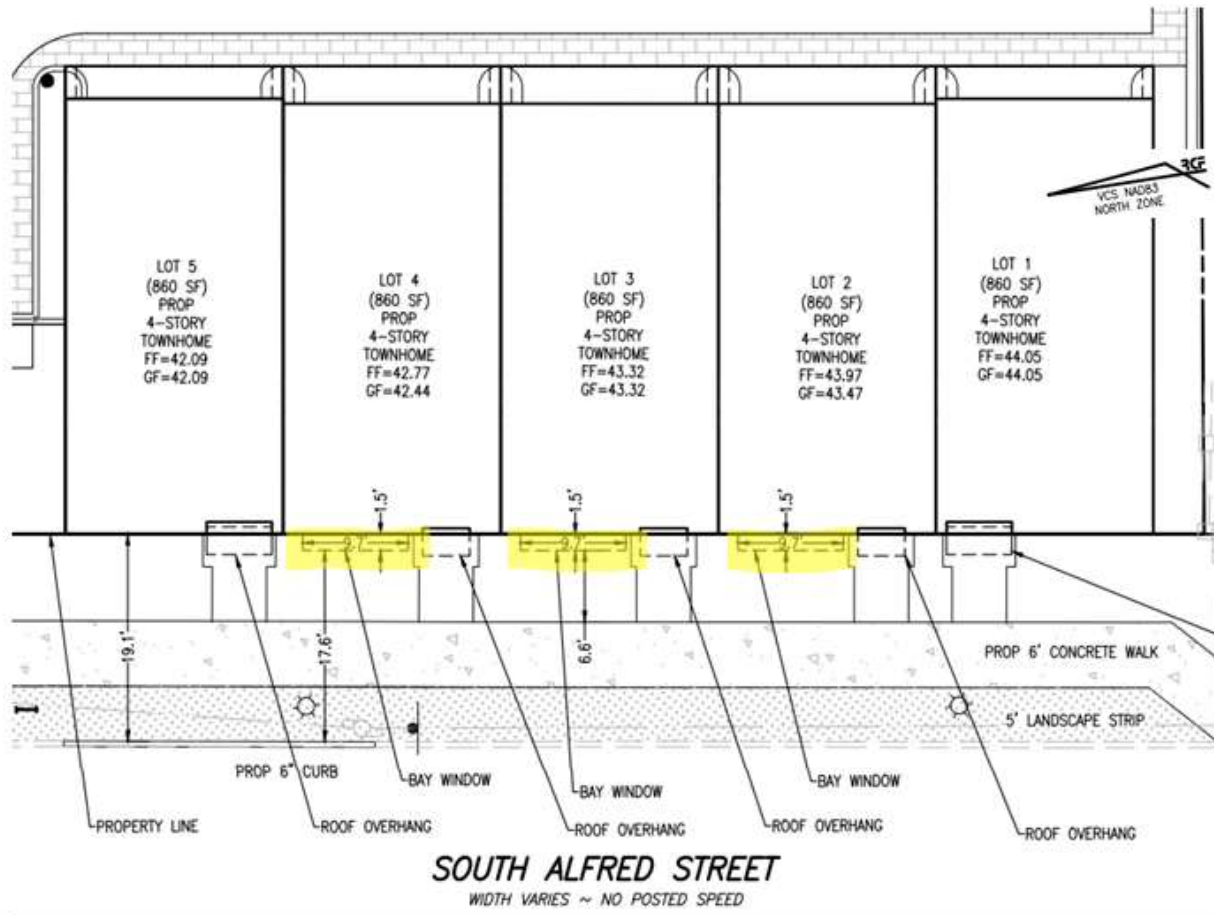 RCF
VCS NAD83
NORTH ZONE
LOT 5
(860 SF)
PROP
4-STORY
TOWNHOME
FF=42.09
GF=42.09
LOT 4
(860 SF)
PROP
4-STORY
TOWNHOME
FF=42.77
GF=42.44
LOT 3
(860 SF)
PROP
4-STORY
TOWNHOME
FF=43.32
GF=43.32
LOT 2
(860 SF)
PROP
4-STORY
TOWNHOME
FF=43.97
GF=43.47
LOT 1
(860 SF)
PROP
4-STORY
TOWNHOME
FF=44.05
GF=44.05
1.5'
1.5'
1.5'
9.7'
9.7'
9.7'
19.1'
17.6'
6.6'
PROP 6' CONCRETE WALK
5' LANDSCAPE STRIP
PROP 6" CURB
BAY WINDOW
BAY WINDOW
BAY WINDOW
PROPERTY LINE
ROOF OVERHANG
ROOF OVERHANG
ROOF OVERHANG
ROOF OVERHANG
SOUTH ALFRED STREET
WIDTH VARIES ~ NO POSTED SPEED